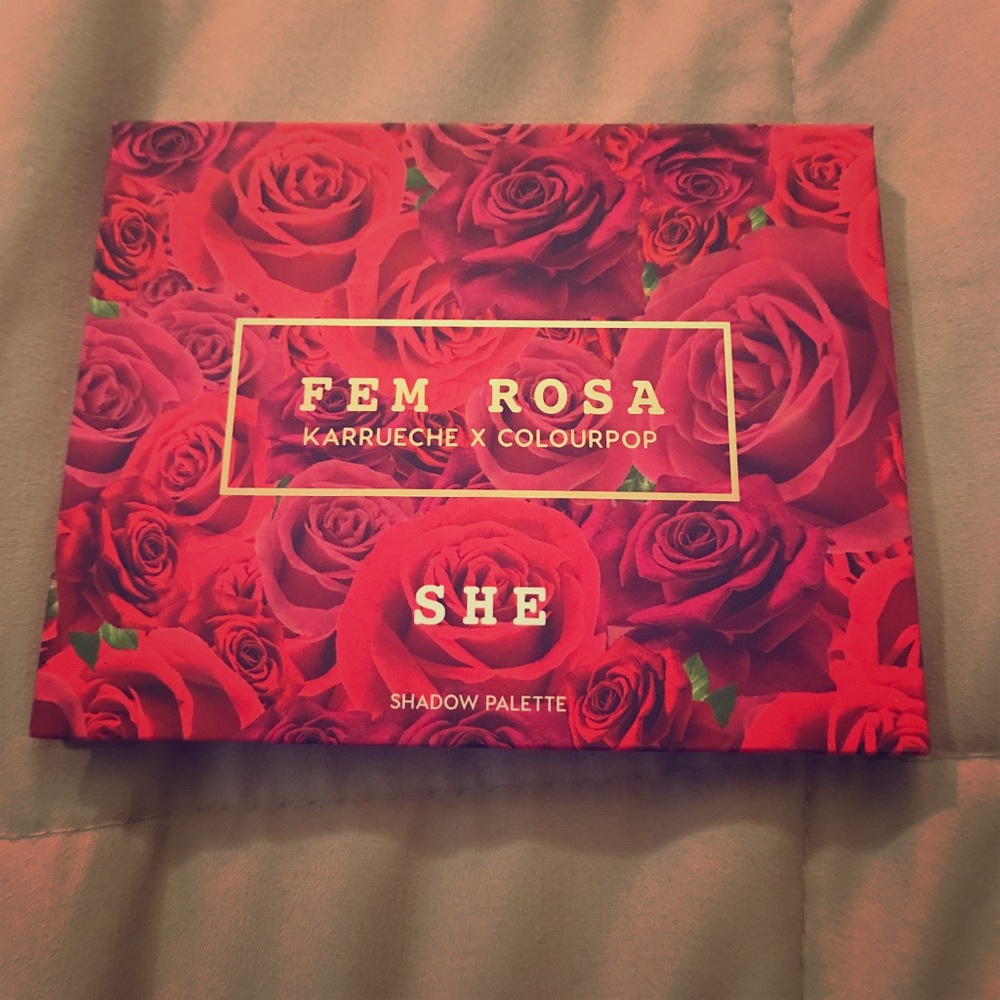 FEM ROSA
KARRUECHE X COLOURPOP
SHE
SHADOW PALETTE